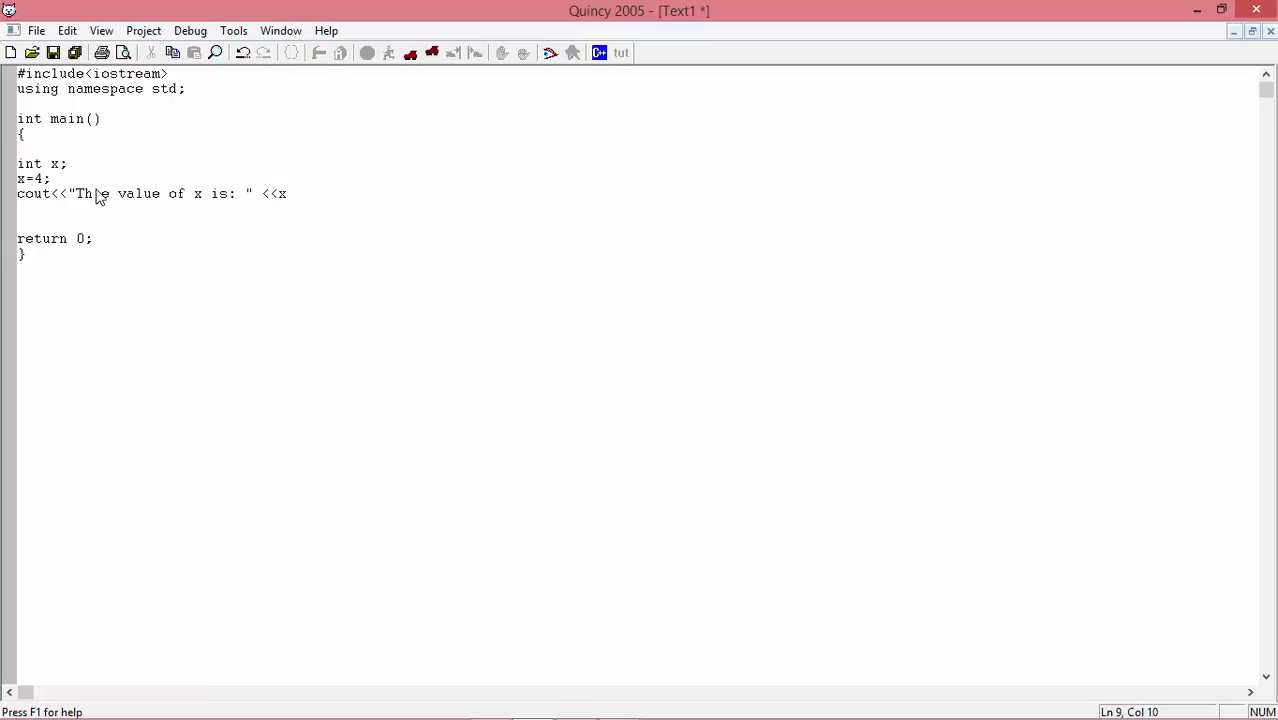 Quincy 2005 - [Text1 *]
File Edit View Project Debug Tools Window Help
C++ tut
#include<iostream>
using namespace std;
int main()
{
int x;
x=4;
cout<<"The value of x is: " <<x
return 0;
}
Press F1 for help
Ln 9, Col 10
NUM